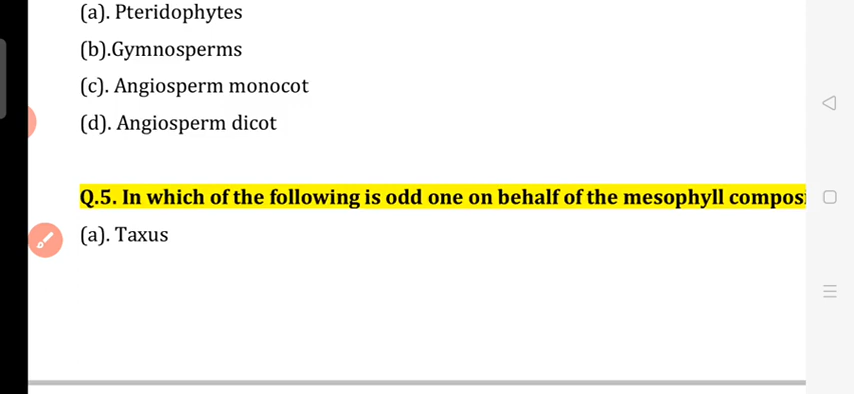 (a). Pteridophytes
(b).Gymnosperms
(c). Angiosperm monocot
(d). Angiosperm dicot
Q.5. In which of the following is odd one on behalf of the mesophyll
(a). Taxus